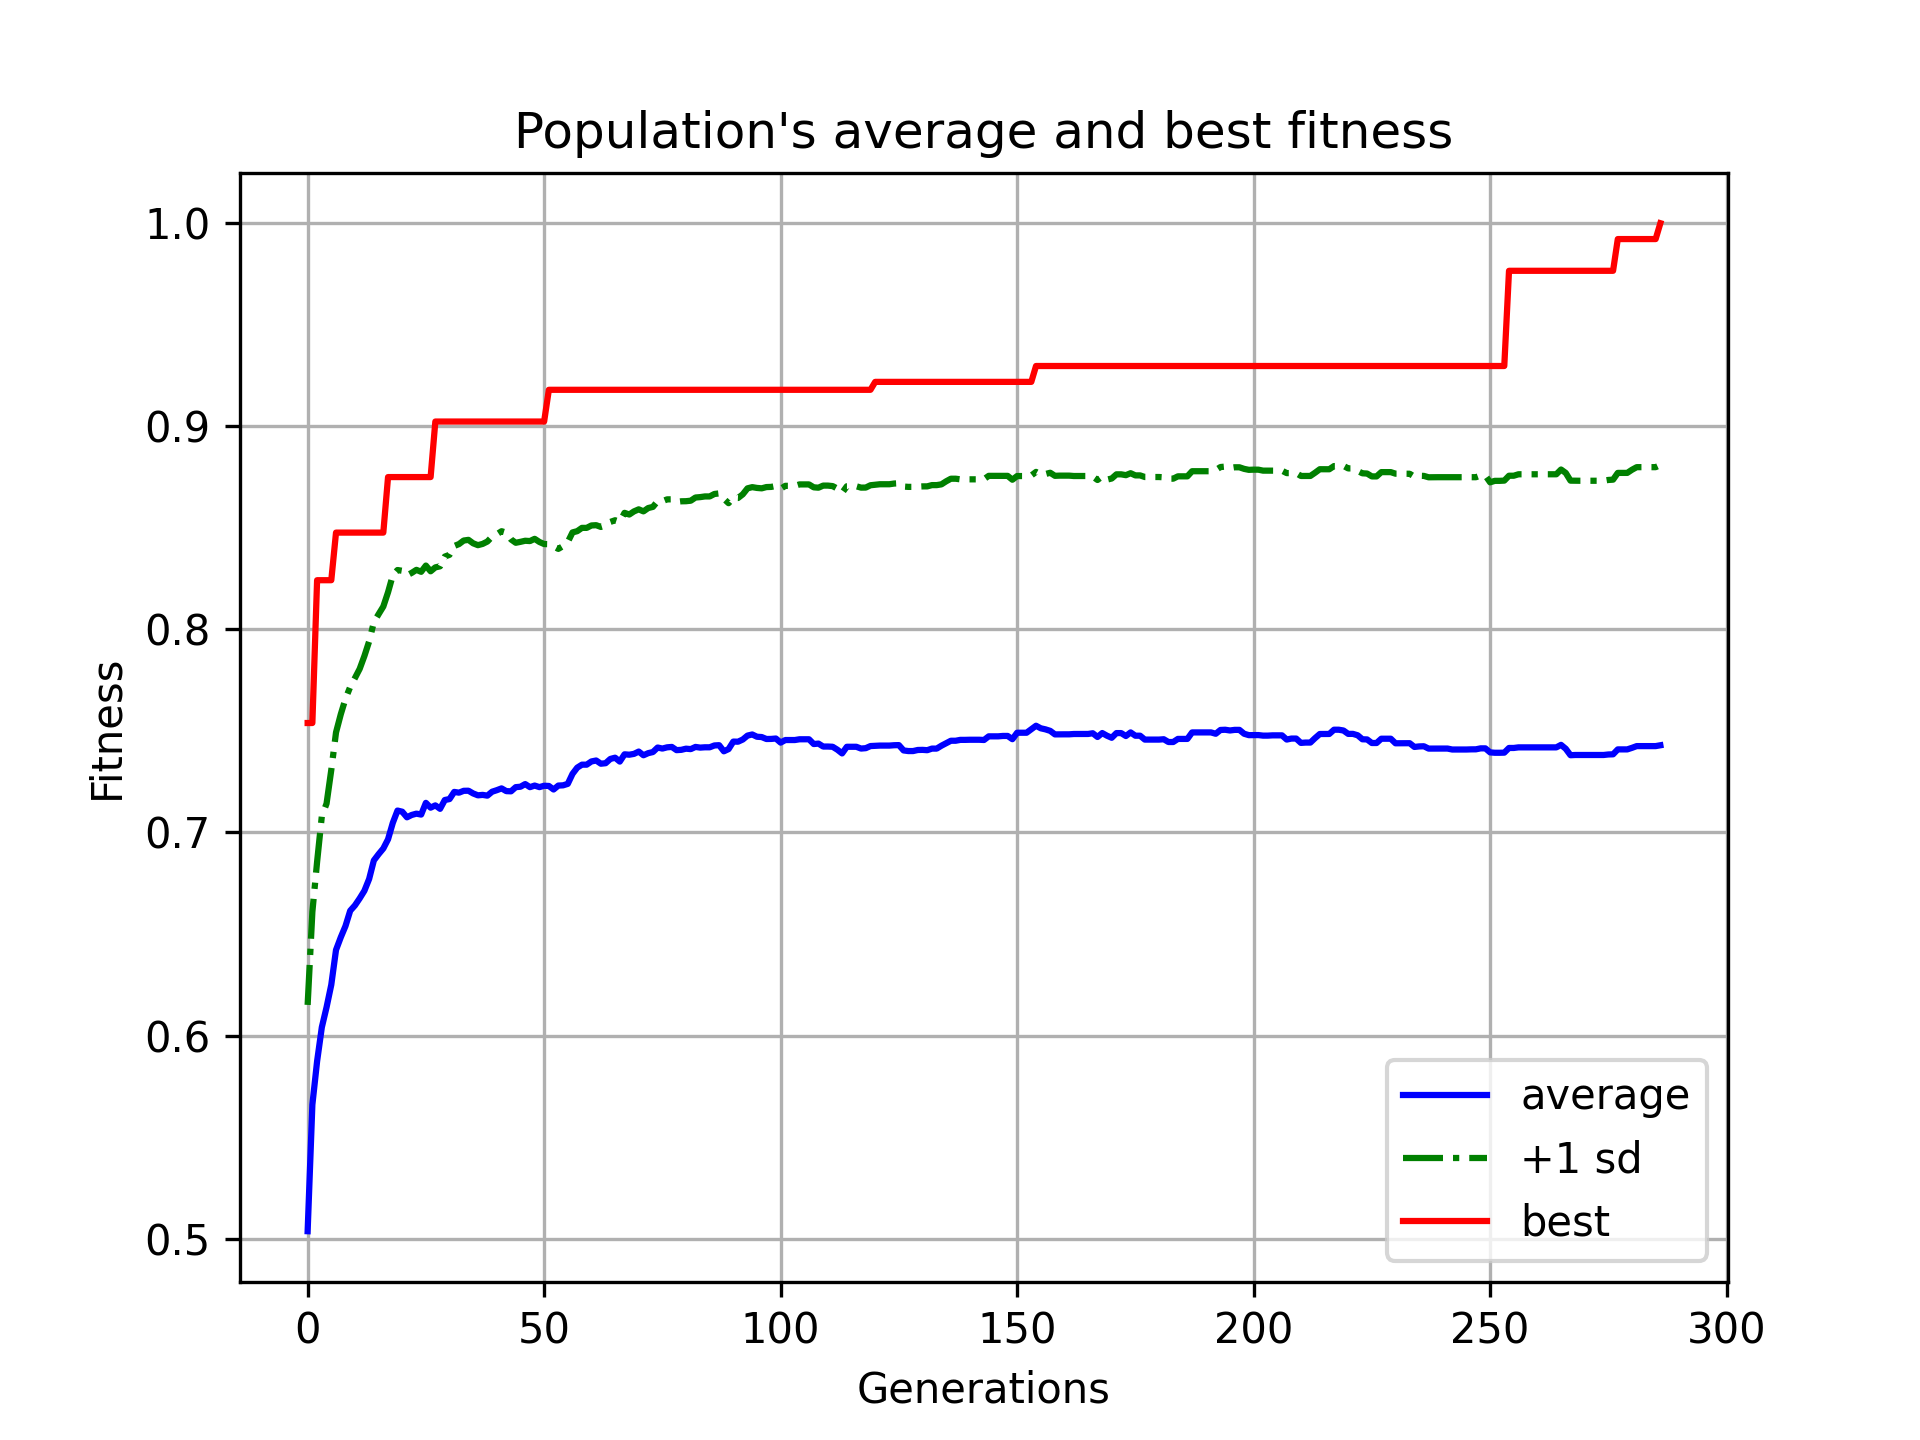 Population's average and best fitness
1.0
0.9
0.8
0.7
0.6
0.5
Fitness
0 50 100 150 200 250 300
Generations
average
+1 sd
best